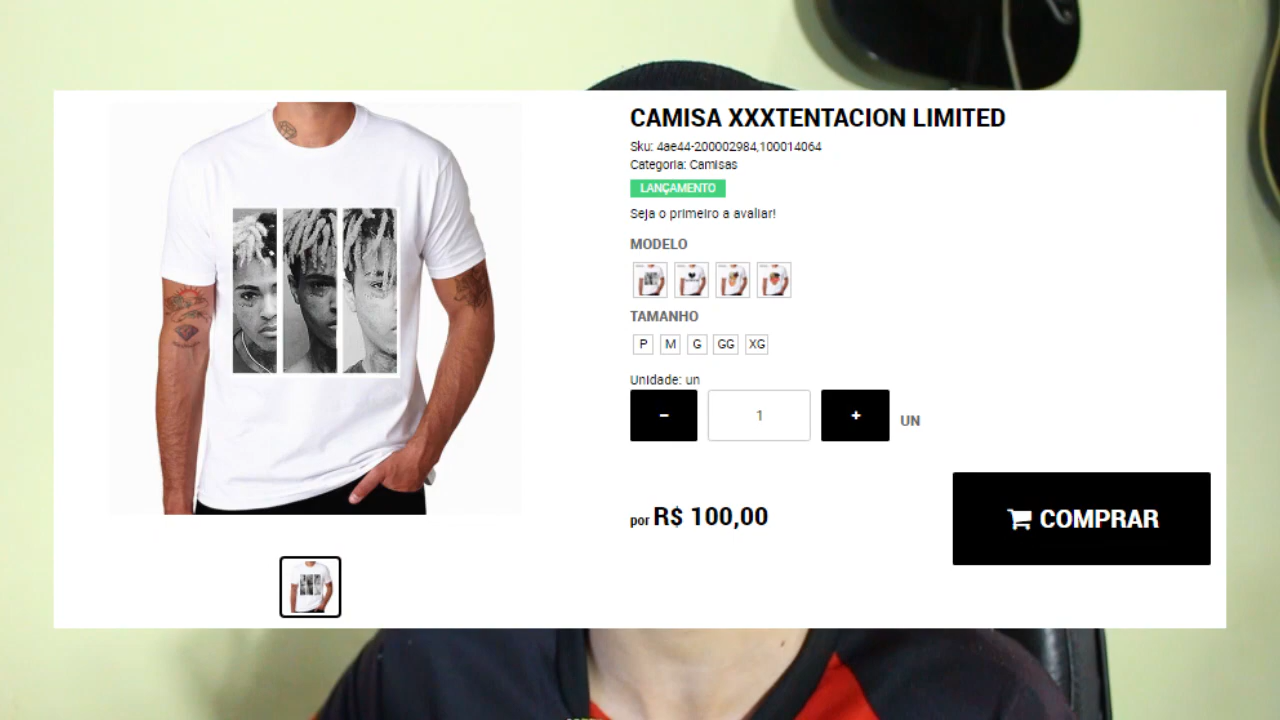 CAMISA XXXTENTACION LIMITED
Sku: 4ae44-200002984,100014064
Categoria: Camisas
LANÇAMENTO
Seja o primeiro a avaliar!
MODELO
TAMANHO
P M G GG XG
Unidade: un
- 1 + UN
por R$ 100,00
COMPRAR